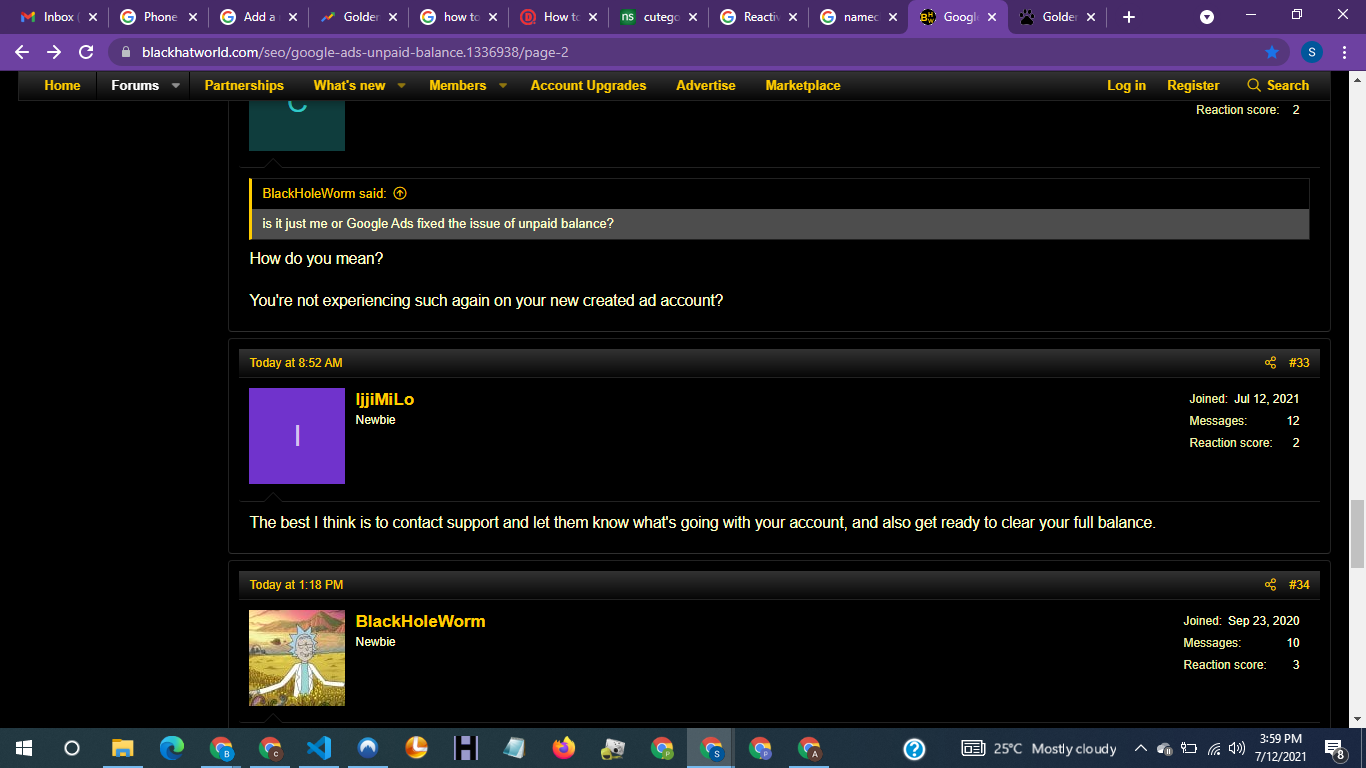 Inbox (
Phone
Add a
Golder
how to
How to
ns cutego
Reactiv
namec
Googl
Golder
blackhatworld.com/seo/google-ads-unpaid-balance.1336938/page-2
S
Home Forums Partnerships What's new Members Account Upgrades Advertise Marketplace Log in Register Search
C
Reaction score: 2
BlackHoleWorm said:
is it just me or Google Ads fixed the issue of unpaid balance?
How do you mean?
You're not experiencing such again on your new created ad account?
Today at 8:52 AM #33
I
IjjiMiLo
Newbie
Joined: Jul 12, 2021
Messages: 12
Reaction score: 2
The best I think is to contact support and let them know what's going with your account, and also get ready to clear your full balance.
Today at 1:18 PM #34
BlackHoleWorm
Newbie
Joined: Sep 23, 2020
Messages: 10
Reaction score: 3
25°C Mostly cloudy
3:59 PM
7/12/2021
8